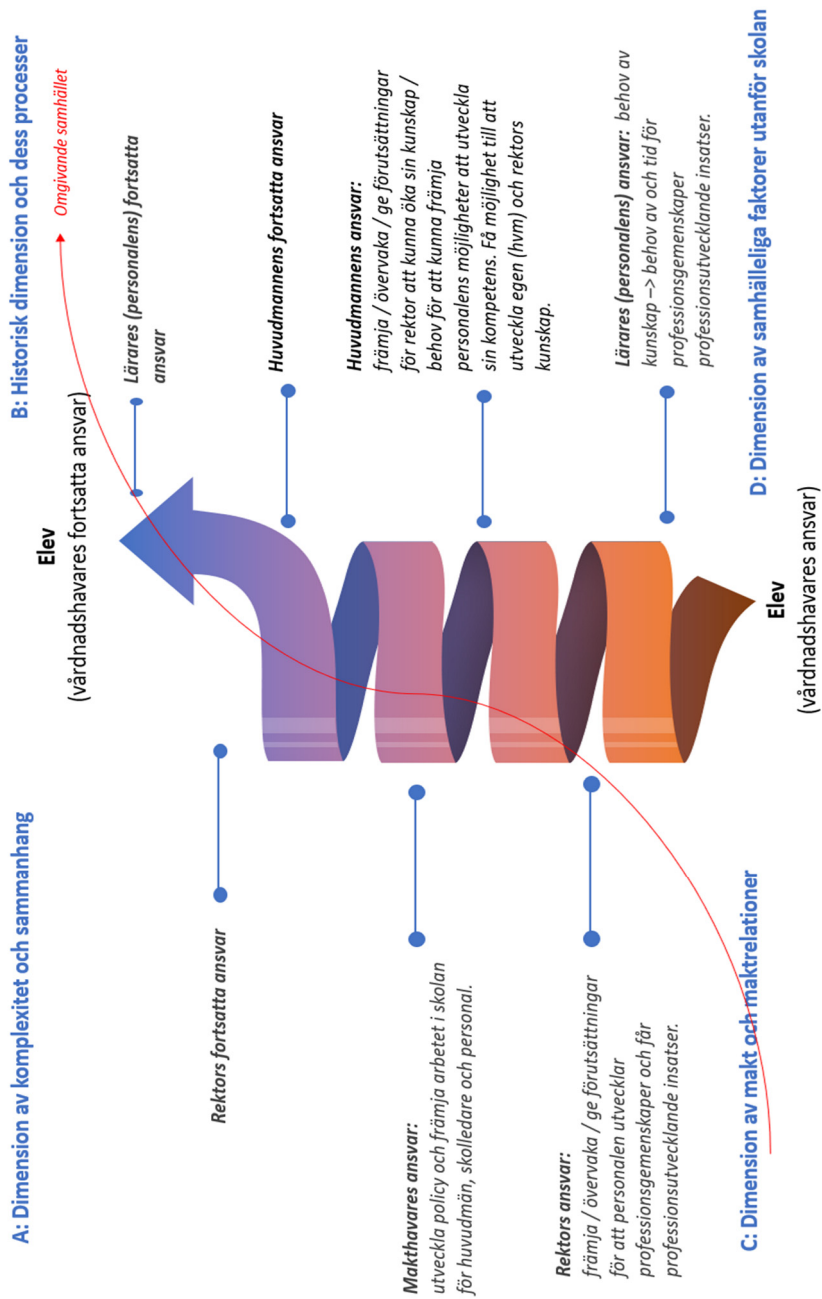 A: Dimension av komplexitet och sammanhang
B: Historisk dimension och dess processer
Omgivande samhället
Elev
(vårdnadshavares fortsatta ansvar)
Lärares (personalens) fortsatta
ansvar
Rektors fortsatta ansvar
Huvudmannens fortsatta ansvar
Makthavares ansvar:
utveckla policy och främja arbetet i skolan
för huvudmän, skolledare och personal.
Huvudmannens ansvar:
främja / övervaka / ge förutsättningar
för rektor att kunna öka sin kunskap /
behov för att kunna främja
personalens möjligheter att utveckla
sin kompetens. Få möjlighet till att
utveckla egen (hvm) och rektors
kunskap.
Rektors ansvar:
främja / övervaka / ge förutsättningar
för att personalen utvecklar
professionsgemenskaper och får
professionsutvecklande insatser.
Lärares (personalens) ansvar: behov av
kunskap –> behov av och tid för
professionsgemenskaper
professionsutvecklande insatser.
C: Dimension av makt och maktrelationer
D: Dimension av samhälleliga faktorer utanför skolan
Elev
(vårdnadshavares ansvar)